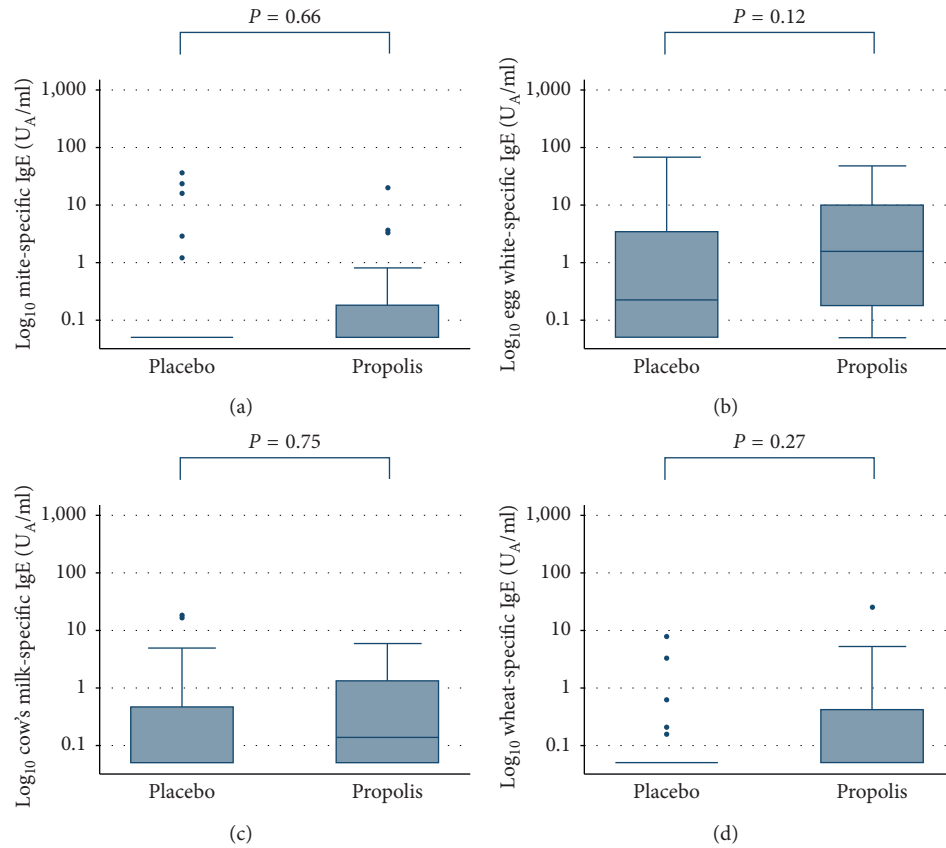 P = 0.66
Log10 mite-specific IgE (UA/ml)
1,000
100
10
1
0.1
Placebo Propolis
(a)
P = 0.12
Log10 egg white-specific IgE (UA/ml)
1,000
100
10
1
0.1
Placebo Propolis
(b)
P = 0.75
Log10 cow's milk-specific IgE (UA/ml)
1,000
100
10
1
0.1
Placebo Propolis
(c)
P = 0.27
Log10 wheat-specific IgE (UA/ml)
1,000
100
10
1
0.1
Placebo Propolis
(d)